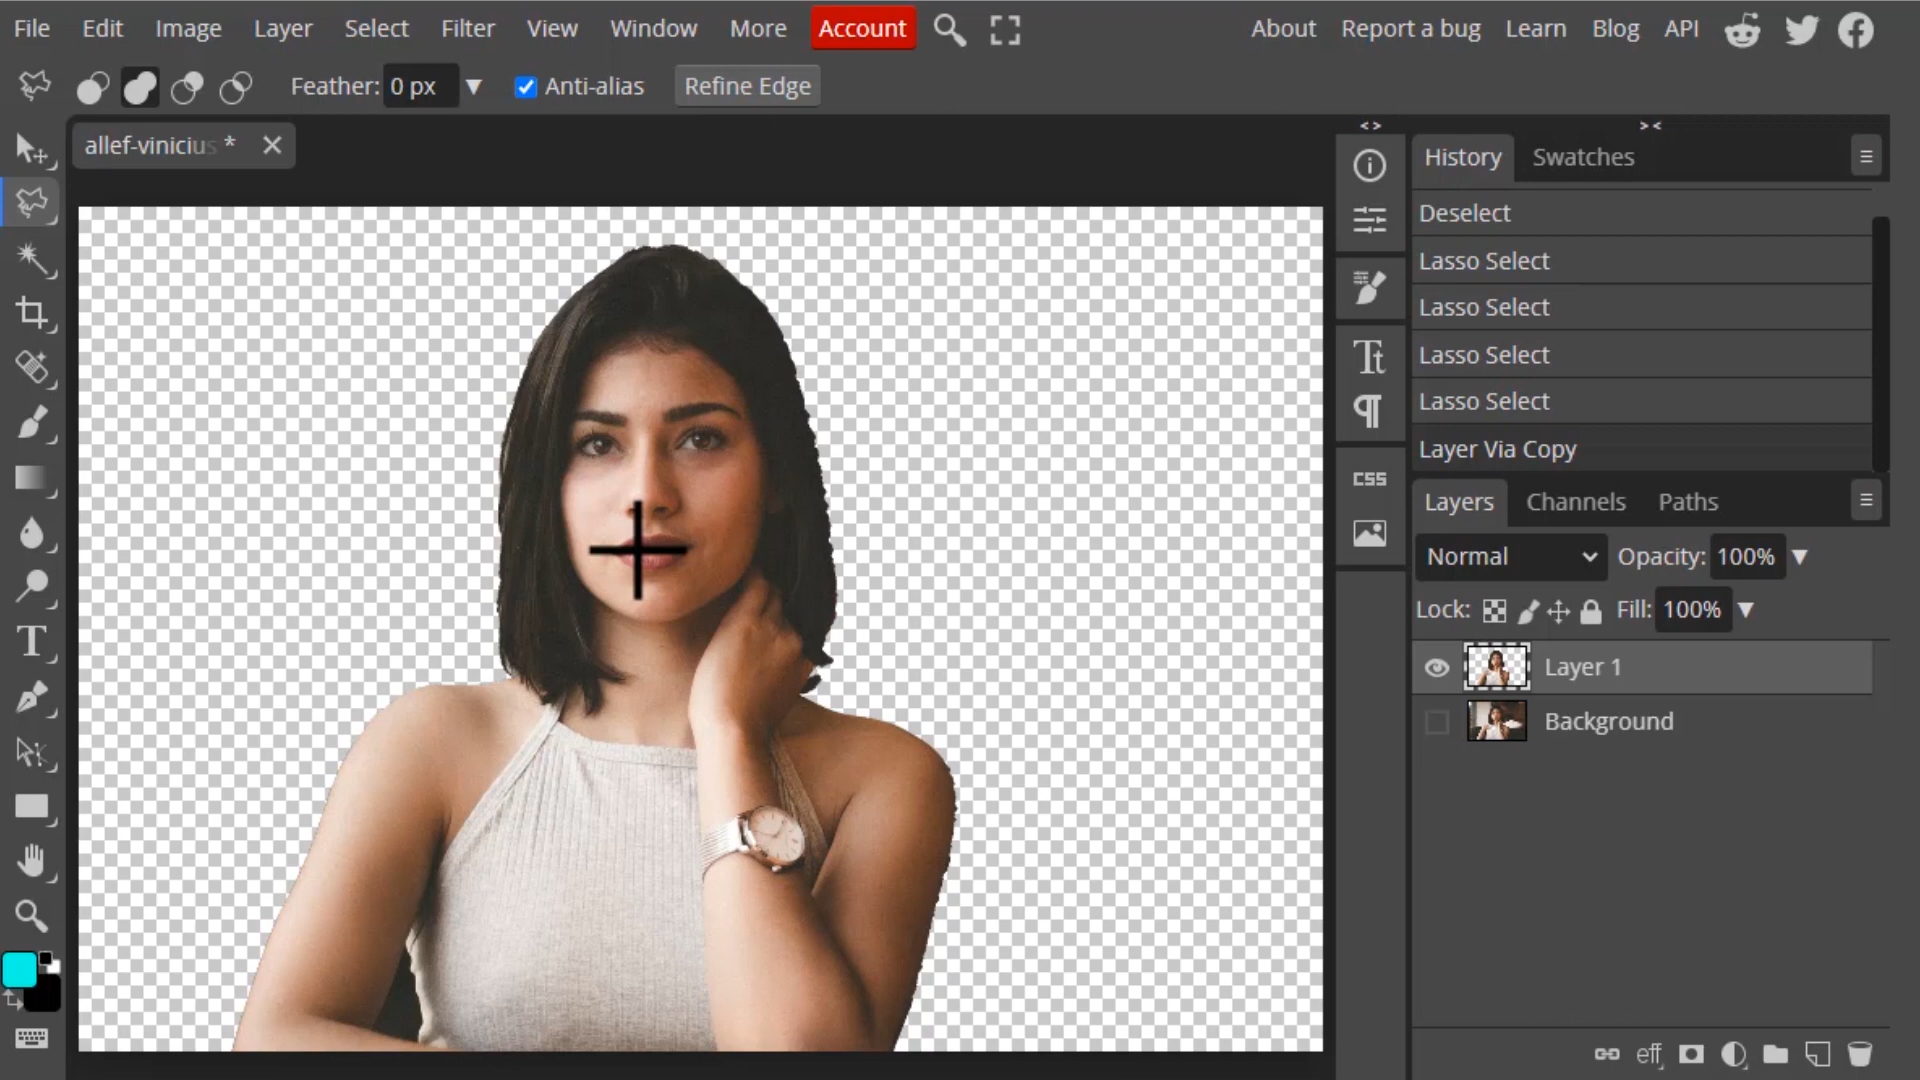 File Edit Image Layer Select Filter View Window More Account About Report a bug Learn Blog API
Feather: 0 px Anti-alias Refine Edge
allef-vinicius *
< > > <
History Swatches
Deselect
Lasso Select
Lasso Select
Lasso Select
Lasso Select
Layer Via Copy
CSS
Layers Channels Paths
Normal Opacity: 100%
Lock: Fill: 100%
Layer 1
Background
eff